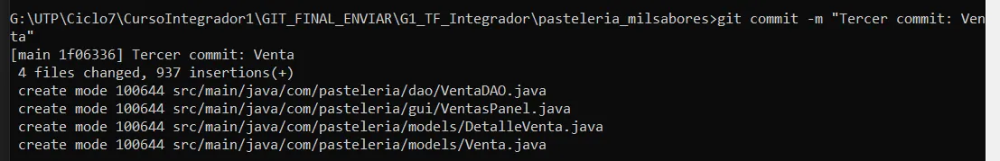 G:\UTP\Ciclo7\CursoIntegrador1\GIT_FINAL_ENVIAR\G1_TF_Integrador\pasteleria_milsabores>git commit -m "Tercer commit: Ven
ta"
[main 1f06336] Tercer commit: Venta
 4 files changed, 937 insertions(+)
 create mode 100644 src/main/java/com/pasteleria/dao/VentaDAO.java
 create mode 100644 src/main/java/com/pasteleria/gui/VentasPanel.java
 create mode 100644 src/main/java/com/pasteleria/models/DetalleVenta.java
 create mode 100644 src/main/java/com/pasteleria/models/Venta.java